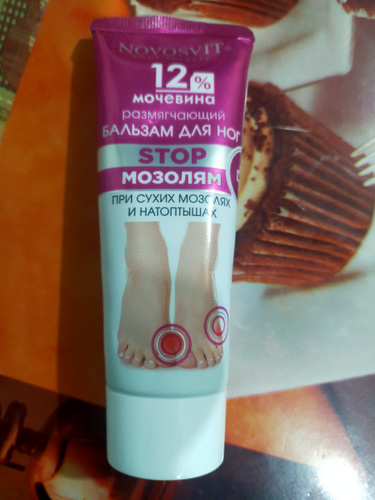 NOVOSVIT®
12%
мочевина
размягчающий
БАЛЬЗАМ ДЛЯ НОГ
STOP
МОЗОЛЯМ
ПРИ СУХИХ МОЗОЛЯХ
И НАТОПТЫШАХ